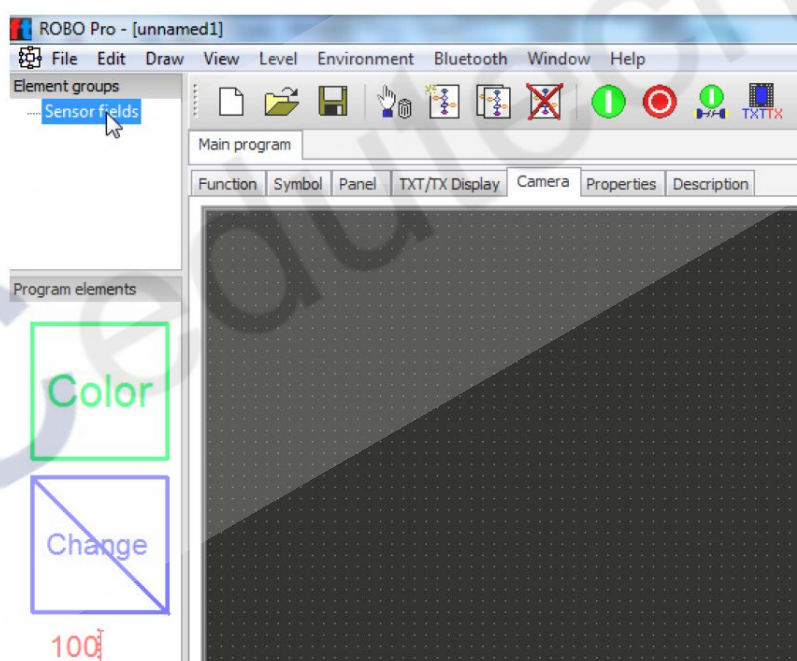 ROBO Pro - [unnamed1]
File Edit Draw View Level Environment Bluetooth Window Help
Element groups
Sensor fields
TXT TX
Main program
Function Symbol Panel TXT/TX Display Camera Properties Description
Program elements
Color
Change
100
edutech